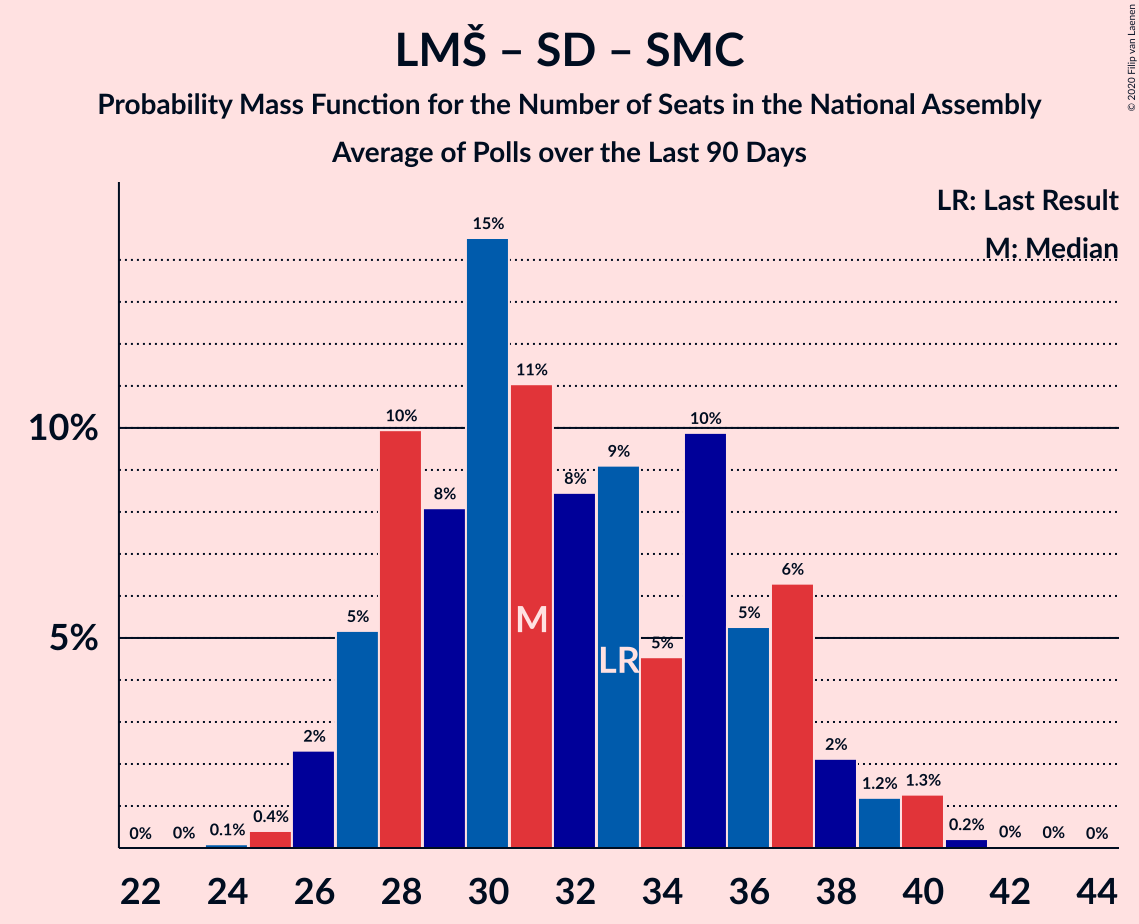 LMŠ – SD – SMC
Probability Mass Function for the Number of Seats in the National Assembly
Average of Polls over the Last 90 Days
© 2020 Filip van Laenen
LR: Last Result
M: Median
10%
5%
0%
0%
0.1%
0.4%
2%
5%
10%
8%
15%
11%
8%
9%
5%
10%
5%
6%
2%
1.2%
1.3%
0.2%
0%
0%
0%
M
LR
22 24 26 28 30 32 34 36 38 40 42 44